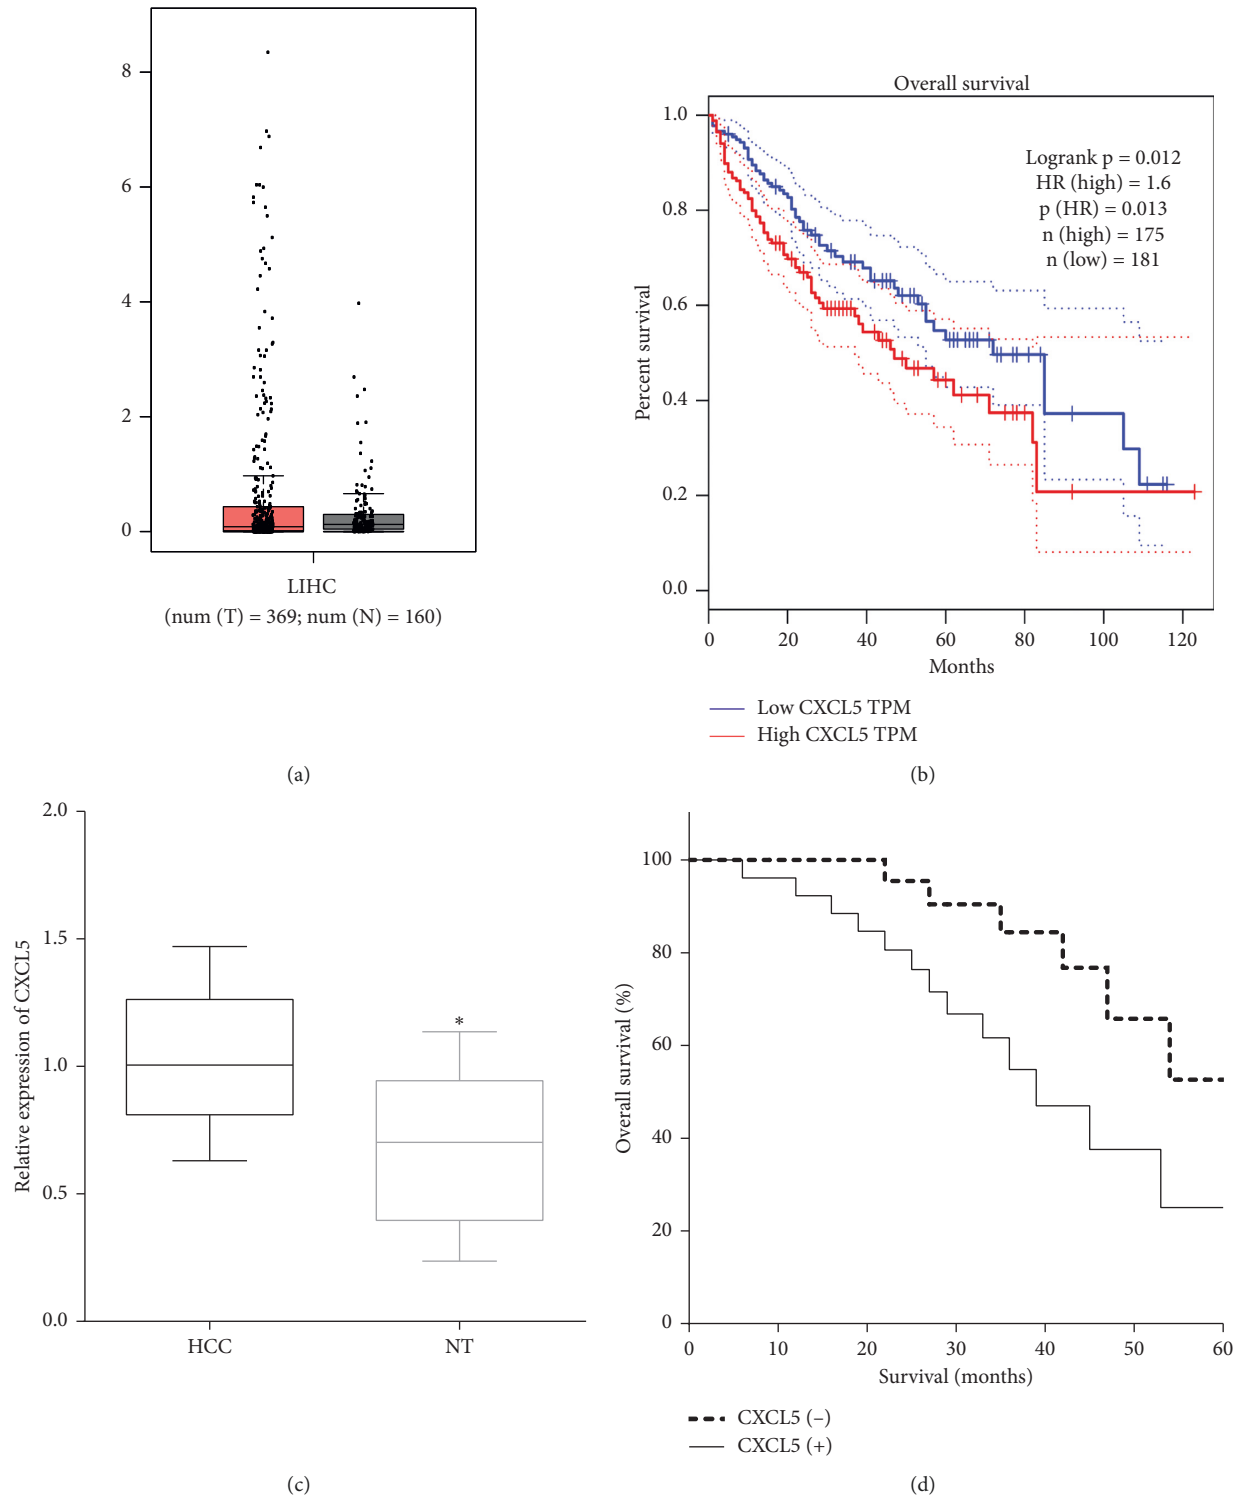 8
6
4
2
0
LIHC
(num (T) = 369; num (N) = 160)
(a)
Overall survival
Logrank p = 0.012
HR (high) = 1.6
p (HR) = 0.013
n (high) = 175
n (low) = 181
Percent survival
1.0
0.8
0.6
0.4
0.2
0.0
0 20 40 60 80 100 120
Months
Low CXCL5 TPM
High CXCL5 TPM
(b)
Relative expression of CXCL5
2.0
1.5
1.0
0.5
0.0
*
HCC NT
(c)
Overall survival (%)
100
80
60
40
20
0
0 10 20 30 40 50 60
Survival (months)
CXCL5 (–)
CXCL5 (+)
(d)